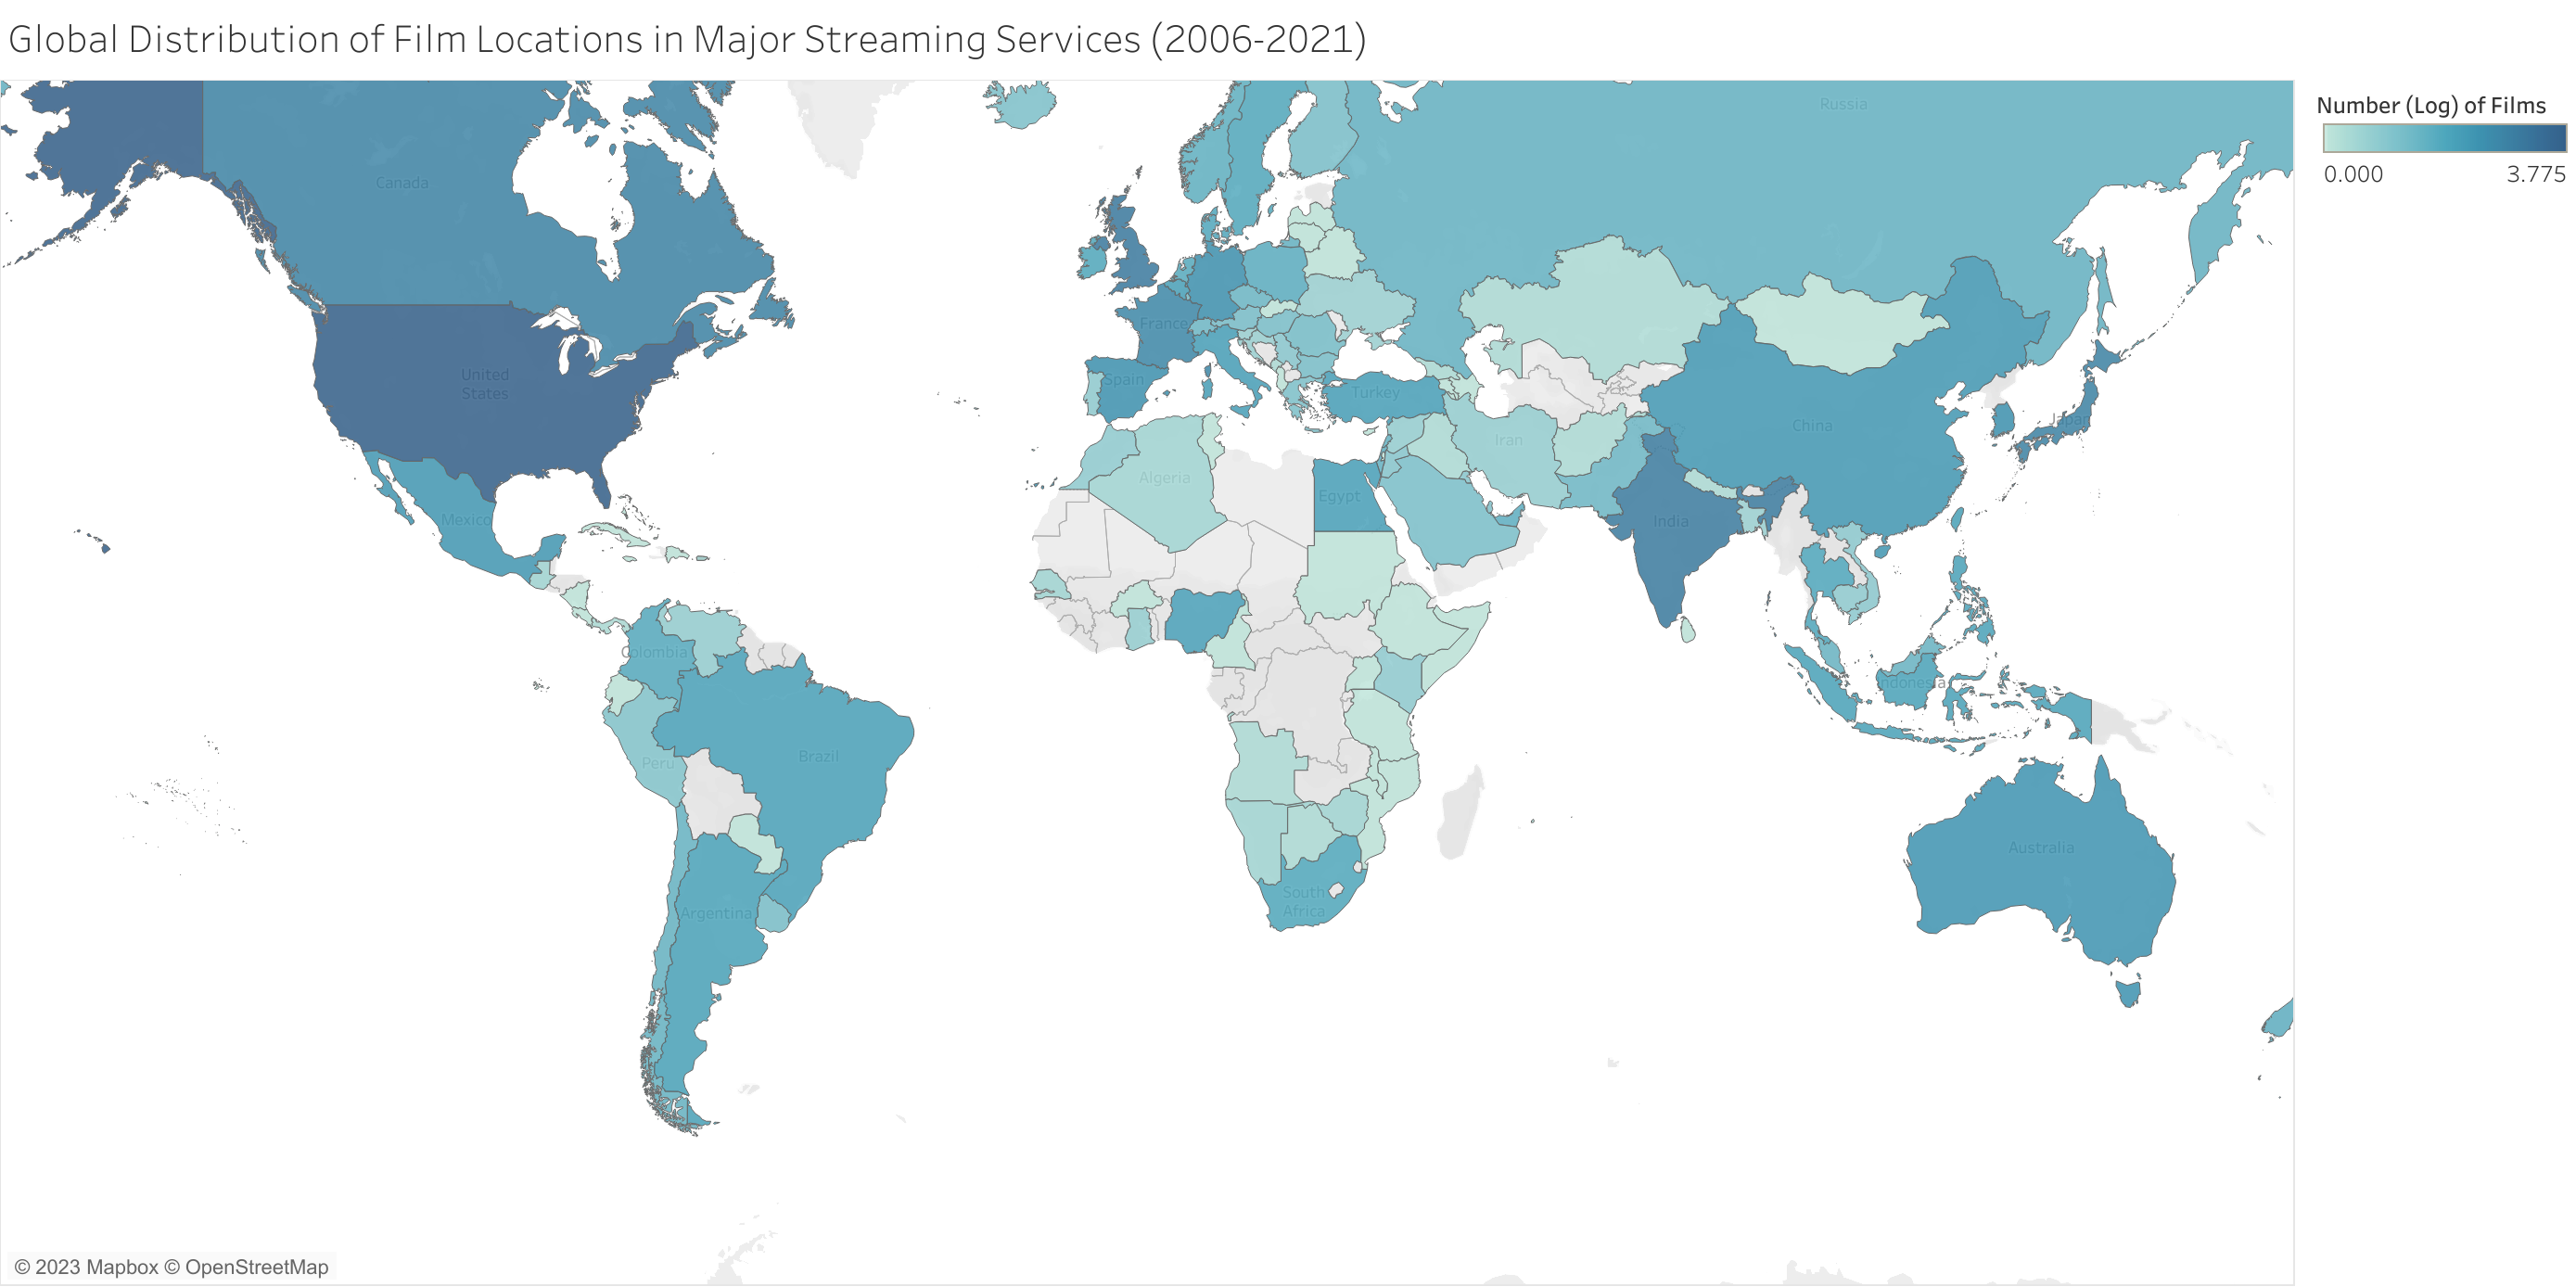 Global Distribution of Film Locations in Major Streaming Services (2006-2021)
Number (Log) of Films
0.000 3.775
Russia
Canada
France
United
States
Spain
Turkey
Japan
China
Iran
Algeria
Egypt
Mexico
India
Colombia
Indonesia
Brazil
Peru
Australia
South
Africa
Argentina
© 2023 Mapbox © OpenStreetMap